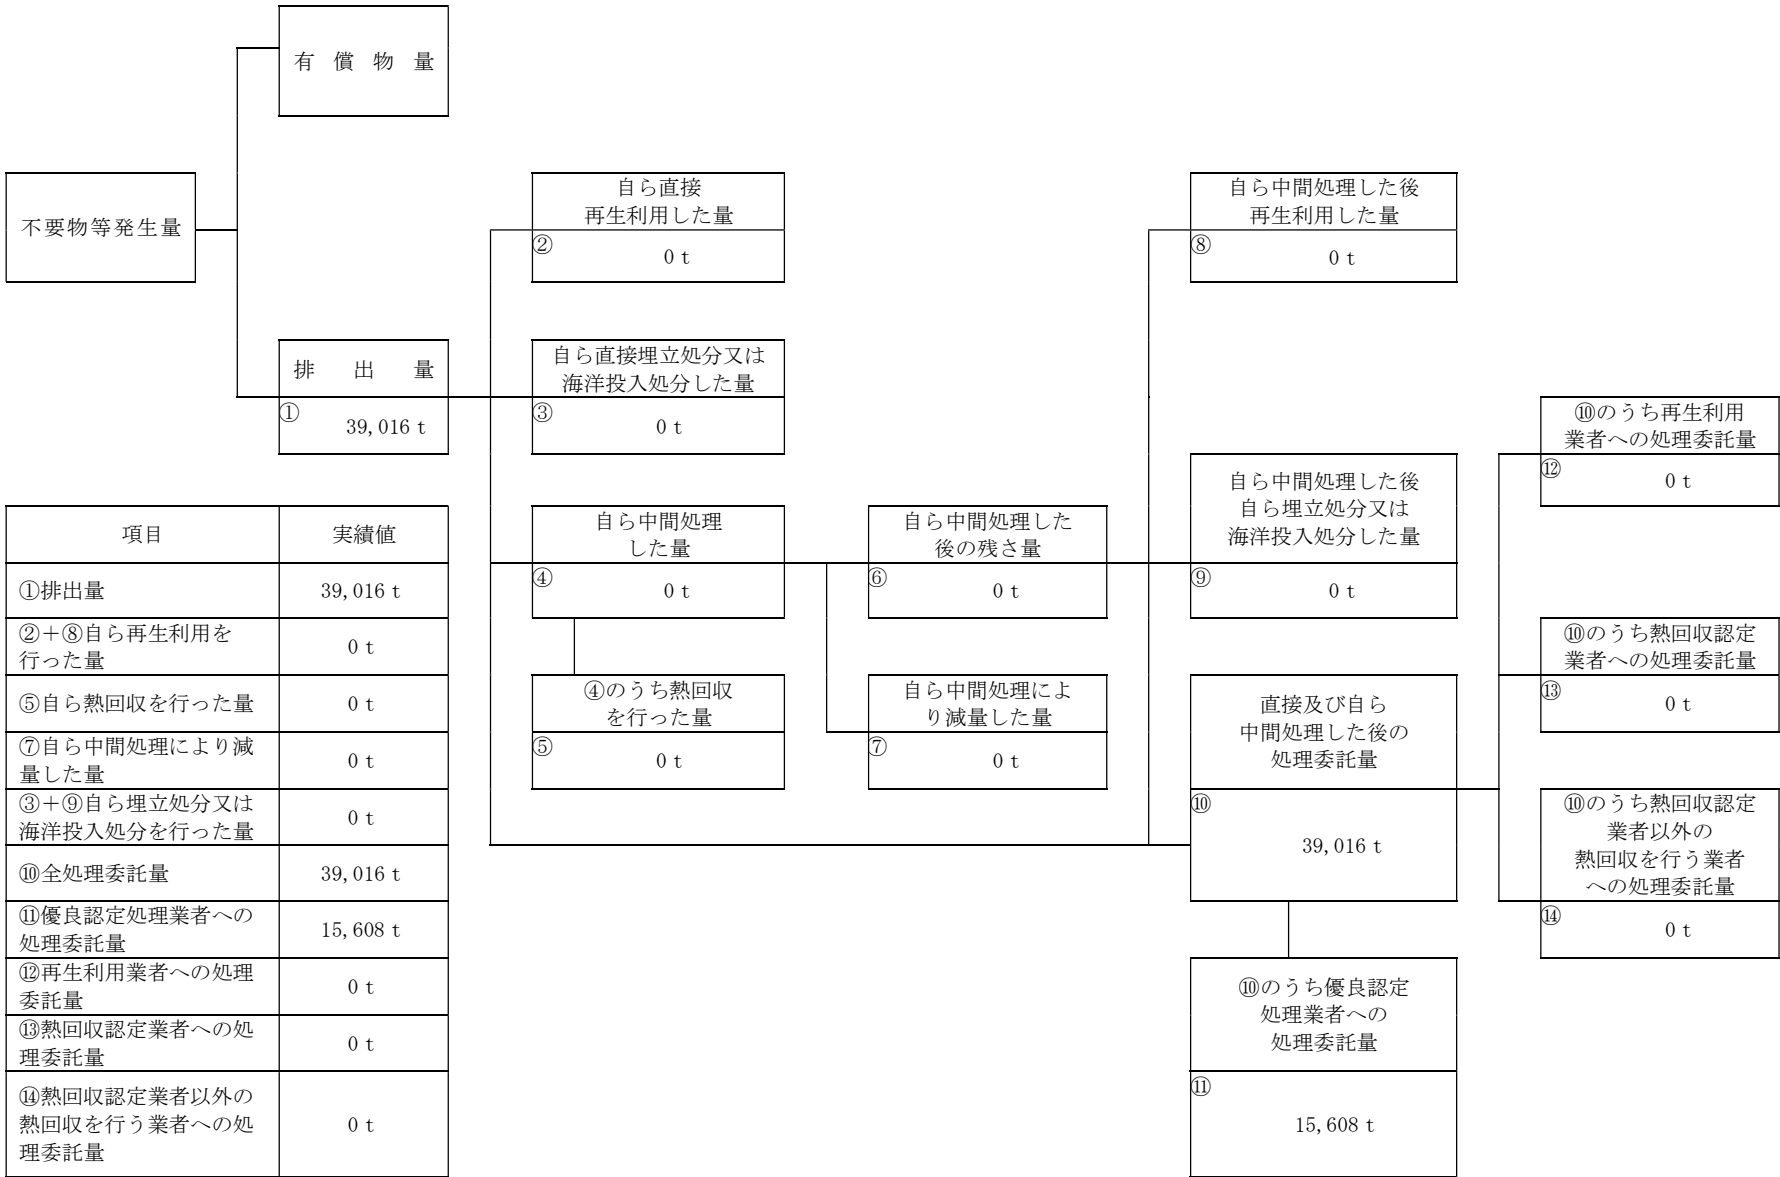 有償物量
不要物等発生量
排出量
①
39,016 t
自ら直接
再生利用した量
②
0 t
自ら直接埋立処分又は
海洋投入処分した量
③
0 t
自ら中間処理
した量
④
0 t
④のうち熱回収
を行った量
⑤
0 t
自ら中間処理した
後の残さ量
⑥
0 t
自ら中間処理によ
り減量した量
⑦
0 t
自ら中間処理した後
再生利用した量
⑧
0 t
自ら中間処理した後
自ら埋立処分又は
海洋投入処分した量
⑨
0 t
直接及び自ら
中間処理した後の
処理委託量
⑩
39,016 t
⑩のうち優良認定
処理業者への
処理委託量
⑪
15,608 t
⑩のうち再生利用
業者への処理委託量
⑫
0 t
⑩のうち熱回収認定
業者への処理委託量
⑬
0 t
⑩のうち熱回収認定
業者以外の
熱回収を行う業者
への処理委託量
⑭
0 t
項目 実績値
①排出量 39,016 t
②+⑧自ら再生利用を
行った量
0 t
⑤自ら熱回収を行った量 0 t
⑦自ら中間処理により減
量した量
0 t
③+⑨自ら埋立処分又は
海洋投入処分を行った量
0 t
⑩全処理委託量 39,016 t
⑪優良認定処理業者への
処理委託量
15,608 t
⑫再生利用業者への処理
委託量
0 t
⑬熱回収認定業者への処
理委託量
0 t
⑭熱回収認定業者以外の
熱回収を行う業者への処
理委託量
0 t